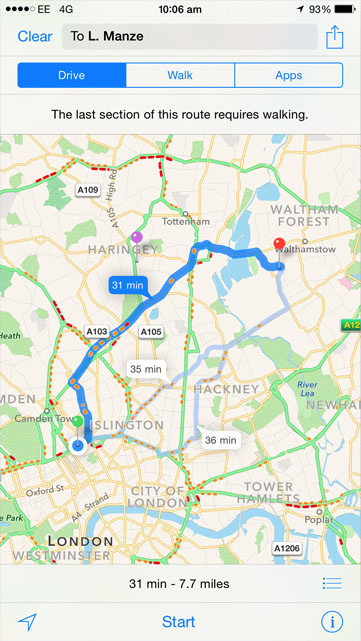 EE 4G 10:06 am 93%
Clear To L. Manze
Drive Walk Apps
The last section of this route requires walking.
A109
A105 High Rd
Tottenham
WALTHAM
FOREST
HARINGEY
Walthamstow
31 min
Heath
A103
A105
A12
35 min
HACKNEY
River
Lea
MDEN
NEWHA
Camden Tow
ISLINGTON
36 min
Oxford St
CITY OF
LONDON
TOWER
HAMLETS
A4 - Strand
e Park
Poplar
LONDON
WESTMINSTER
A1206
31 min - 7.7 miles
Start